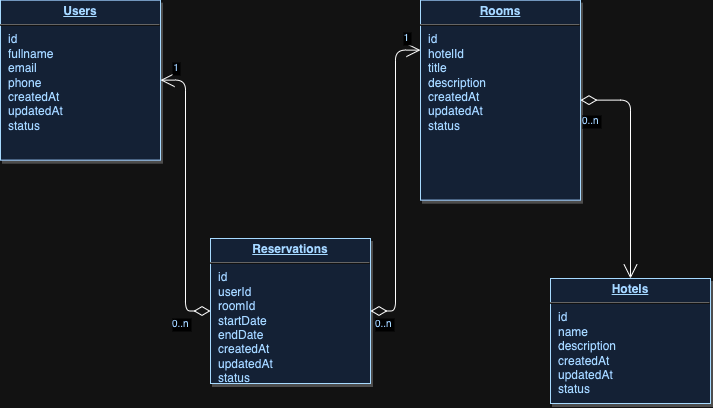 Users
id
fullname
email
phone
createdAt
updatedAt
status
1
Rooms
id
hotelId
title
description
createdAt
updatedAt
status
1
0..n
Reservations
id
userId
roomId
startDate
endDate
createdAt
updatedAt
status
0..n
0..n
Hotels
id
name
description
createdAt
updatedAt
status